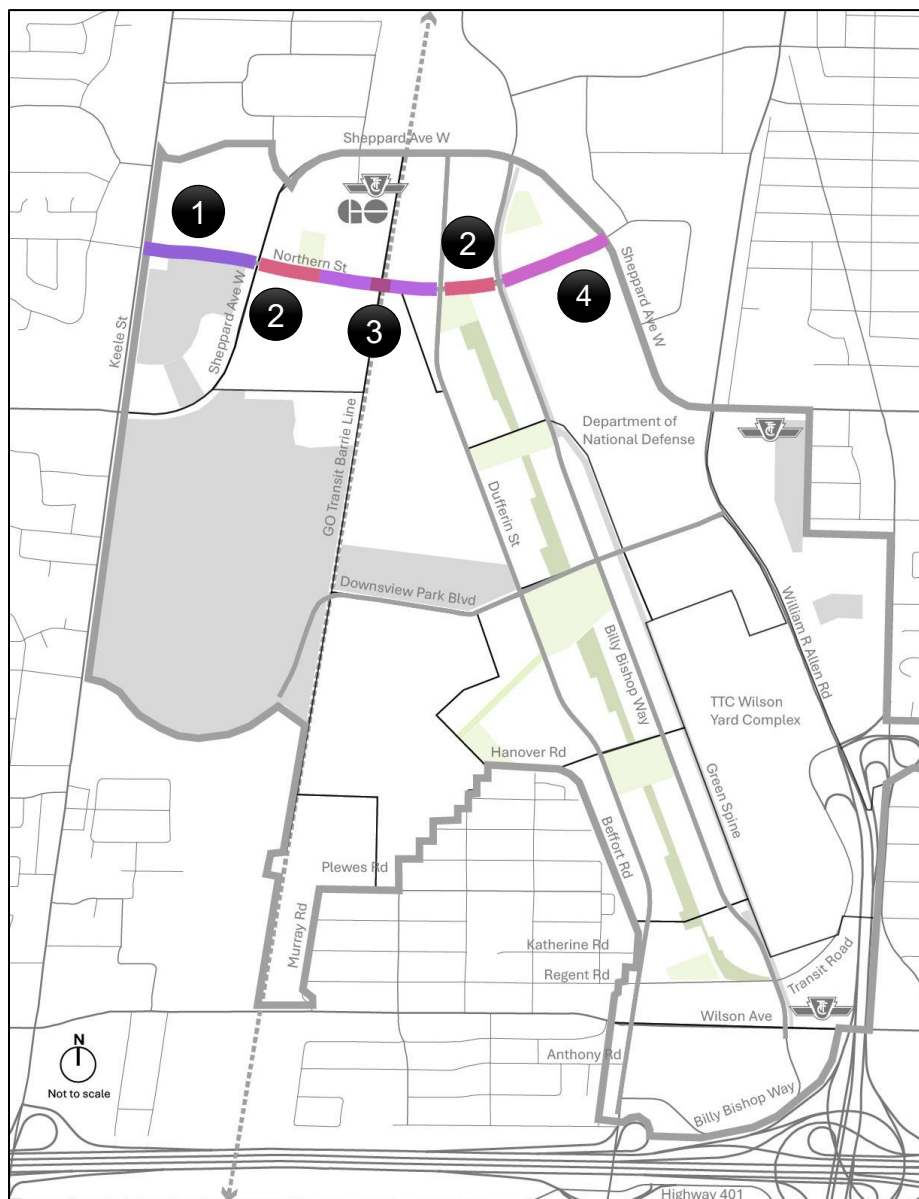 Sheppard Ave W
1
2
Northern St
Keele St
Sheppard Ave W
2
3
4
Sheppard Ave W
GO Transit Barrie Line
Department of
National Defense
Dufferin St
Downsview Park Blvd
William R Allen Rd
Billy Bishop Way
TTC Wilson
Yard Complex
Hanover Rd
Green Spine
Beffort Rd
Plewes Rd
Murray Rd
Katherine Rd
Regent Rd
Transit Road
Wilson Ave
N
Not to scale
Anthony Rd
Billy Bishop Way
Highway 401
GO
TTC
TTC
TTC